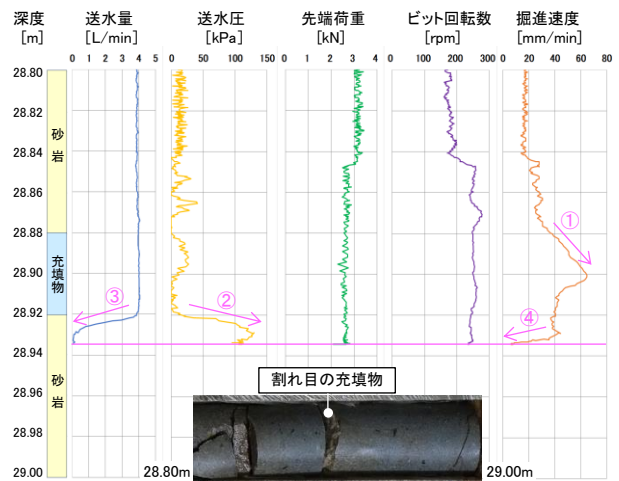 深度 送水量 送水圧 先端荷重 ビット回転数 掘進速度
[m] [L/min] [kPa] [kN] [rpm] [mm/min]
0 1 2 3 4 5 0 50 100 150 0 1 2 3 4 0 100 200 300 0 20 40 60 80
28.80
28.82
砂岩
28.84
28.86
①
28.88
充填物
28.90
③ ②
28.92
④
砂岩
28.94
割れ目の充填物
28.96
28.98
29.00 28.80m 29.00m